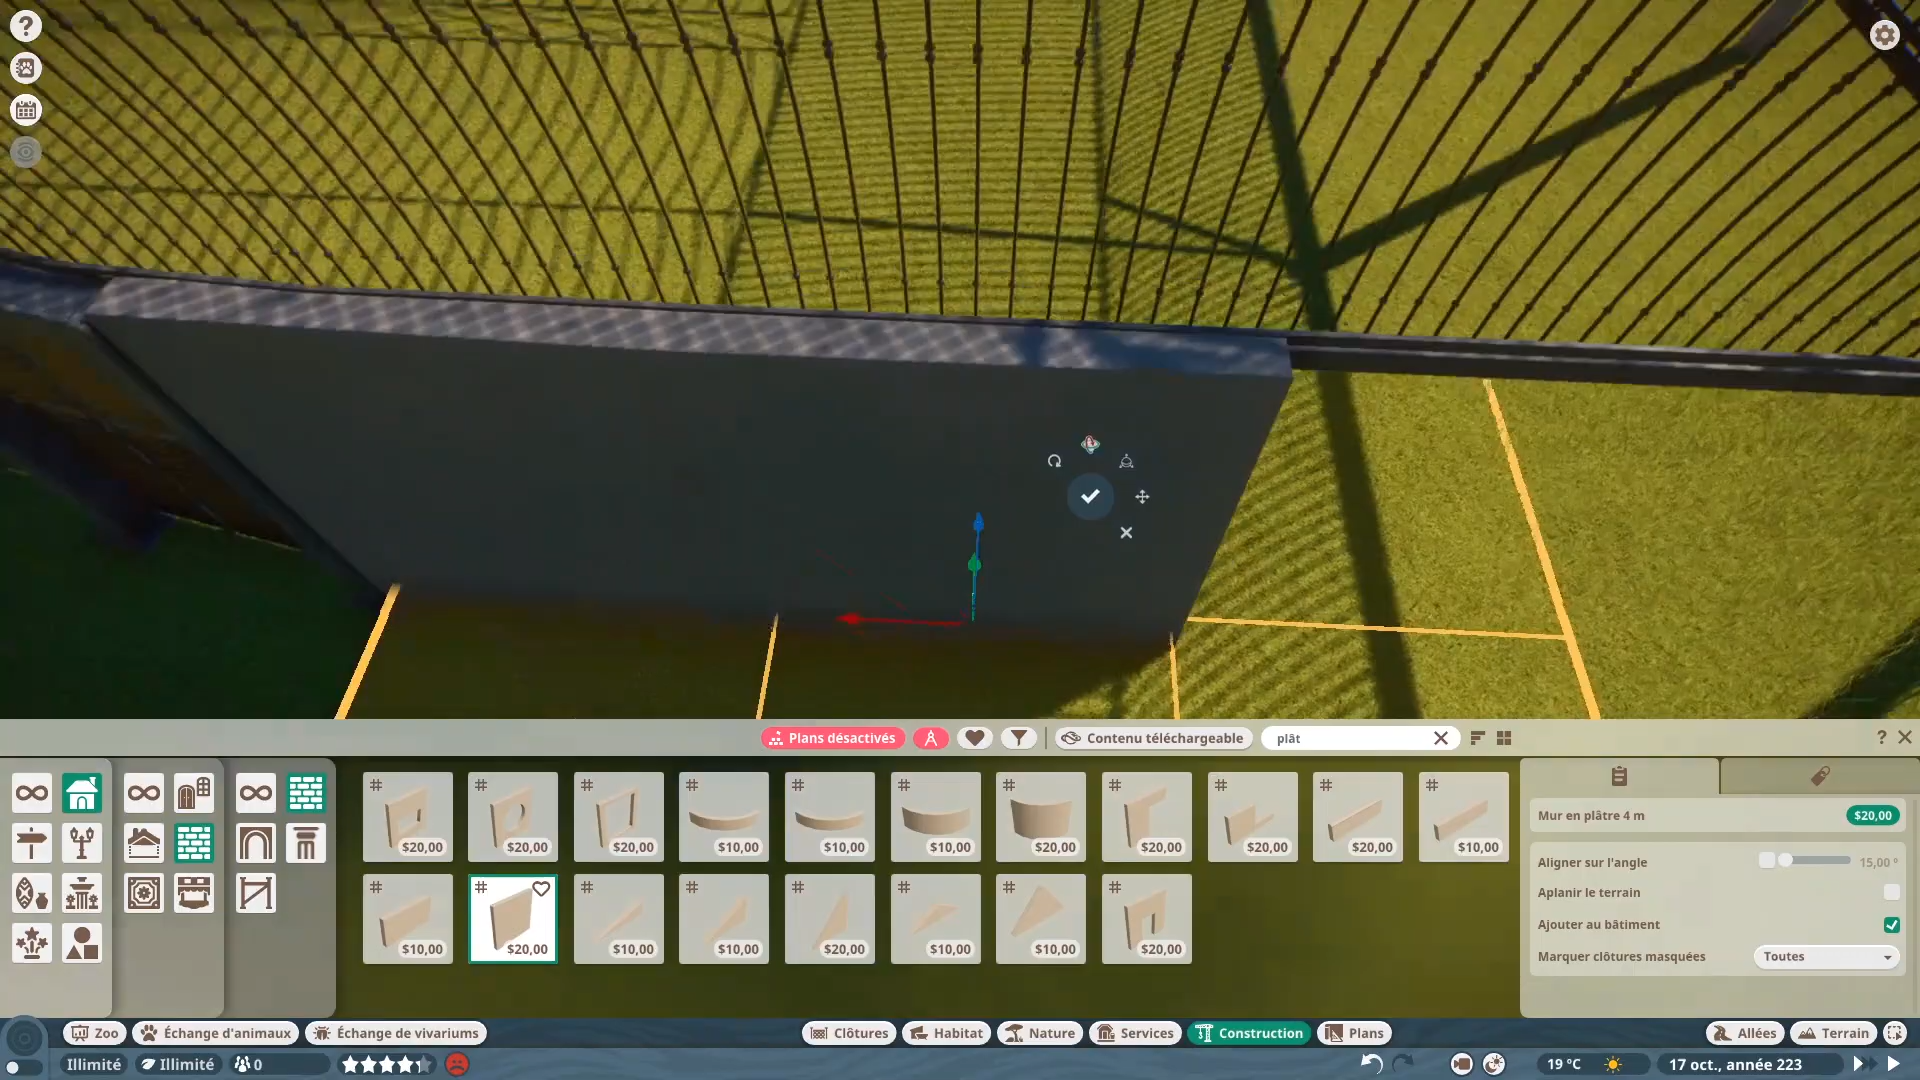 Plans désactivés
Contenu téléchargeable
plât
?
$20,00
$20,00
$20,00
$10,00
$10,00
$10,00
$20,00
$20,00
$20,00
$20,00
$10,00
$10,00
$20,00
$10,00
$10,00
$20,00
$10,00
$10,00
$20,00
Mur en plâtre 4 m
$20,00
Aligner sur l'angle
15,00 °
Aplanir le terrain
Ajouter au bâtiment
Marquer clôtures masquées
Toutes
Zoo
Échange d'animaux
Échange de vivariums
Clôtures
Habitat
Nature
Services
Construction
Plans
Allées
Terrain
Illimité
Illimité
0
19 °C
17 oct., année 223